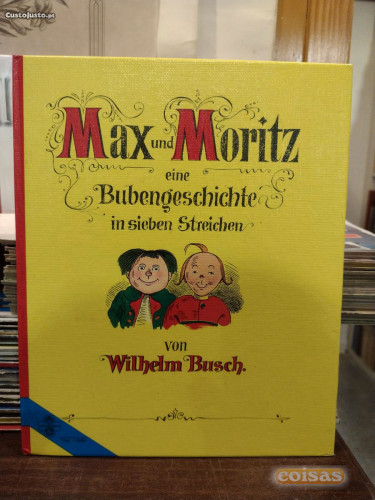 CustoJusto.pt
Max und Moritz
eine
Bubengeschichte
in sieben Streichen
von
Wilhelm Busch.
coisas